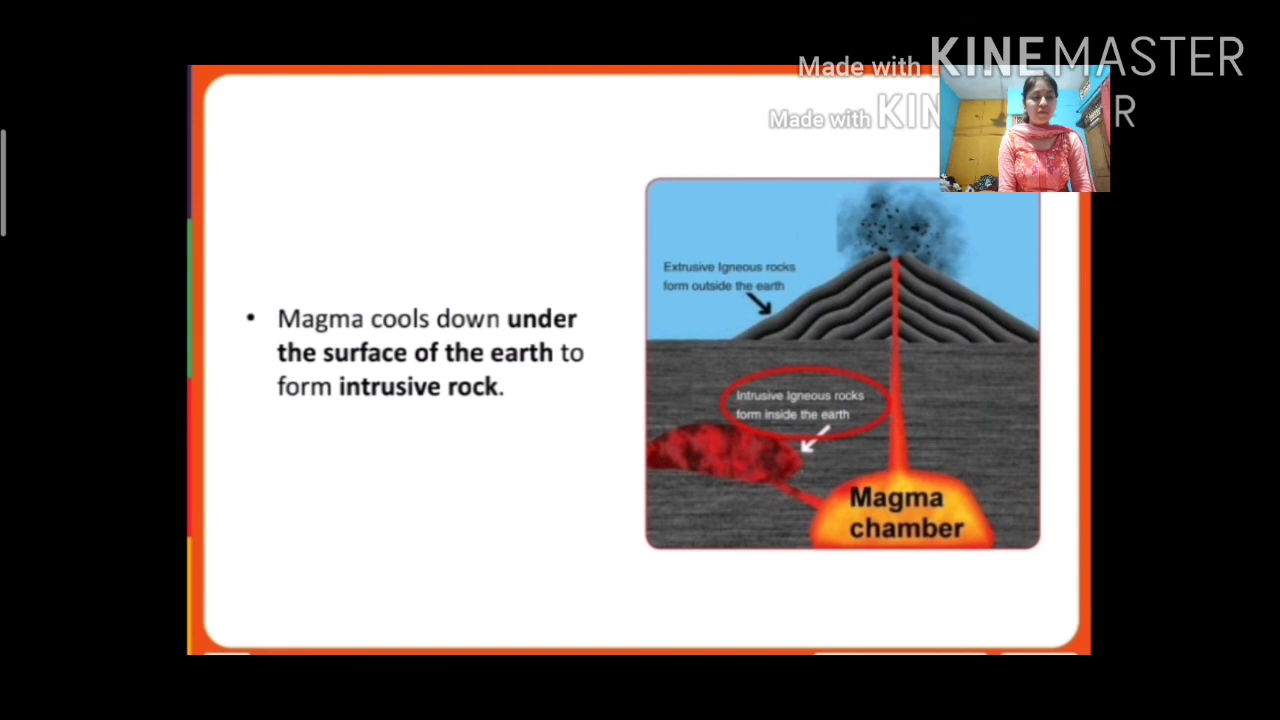 Made with KINEMASTER
Made with KIN R
• Magma cools down under
the surface of the earth to
form intrusive rock.
Extrusive Igneous rocks
form outside the earth
Intrusive Igneous rocks
form inside the earth
Magma
chamber